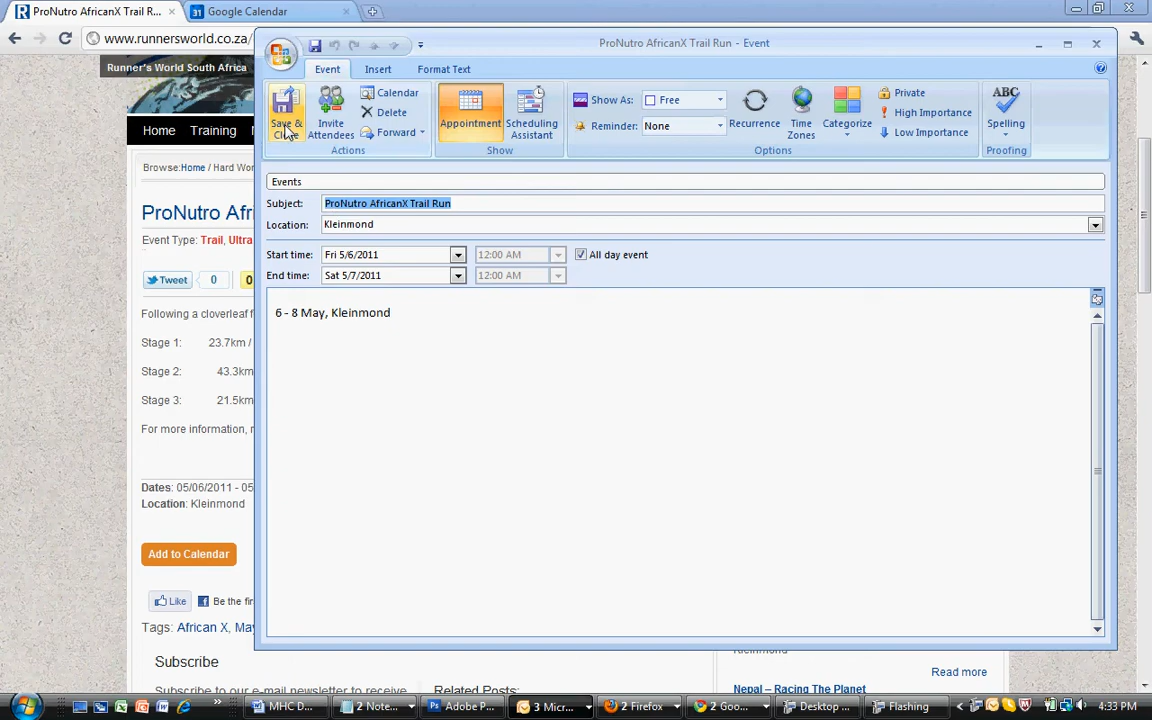 ProNutro AfricanX Trail R...
Google Calendar
www.runnersworld.co.za/
ProNutro AfricanX Trail Run - Event
Event
Insert
Format Text
Save & Close
Invite Attendees
Calendar
Delete
Forward
Actions
Appointment
Scheduling Assistant
Show
Show As:
Free
Reminder:
None
Recurrence
Time Zones
Categorize
Private
High Importance
Low Importance
Options
ABC
Spelling
Proofing
Runner's World South Africa
Home
Training
Browse:Home / Hard Wor
ProNutro Afri
Event Type: Trail, Ultra
Tweet
0
Following a cloverleaf f
Stage 1: 23.7km /
Stage 2: 43.3km
Stage 3: 21.5km
For more information,
Dates: 05/06/2011 - 05
Location: Kleinmond
Add to Calendar
Like
Be the fir
Tags: African X, May
Subscribe
Subscribe to our e-mail newsletter to receive
Related Posts:
Events
Subject:
ProNutro AfricanX Trail Run
Location:
Kleinmond
Start time:
Fri 5/6/2011
12:00 AM
All day event
End time:
Sat 5/7/2011
12:00 AM
6 - 8 May, Kleinmond
Kleinmond
Read more
Nepal – Racing The Planet
MHC D...
2 Note...
Adobe P...
3 Micr...
2 Firefox
2 Goo...
Desktop ...
Flashing
4:33 PM